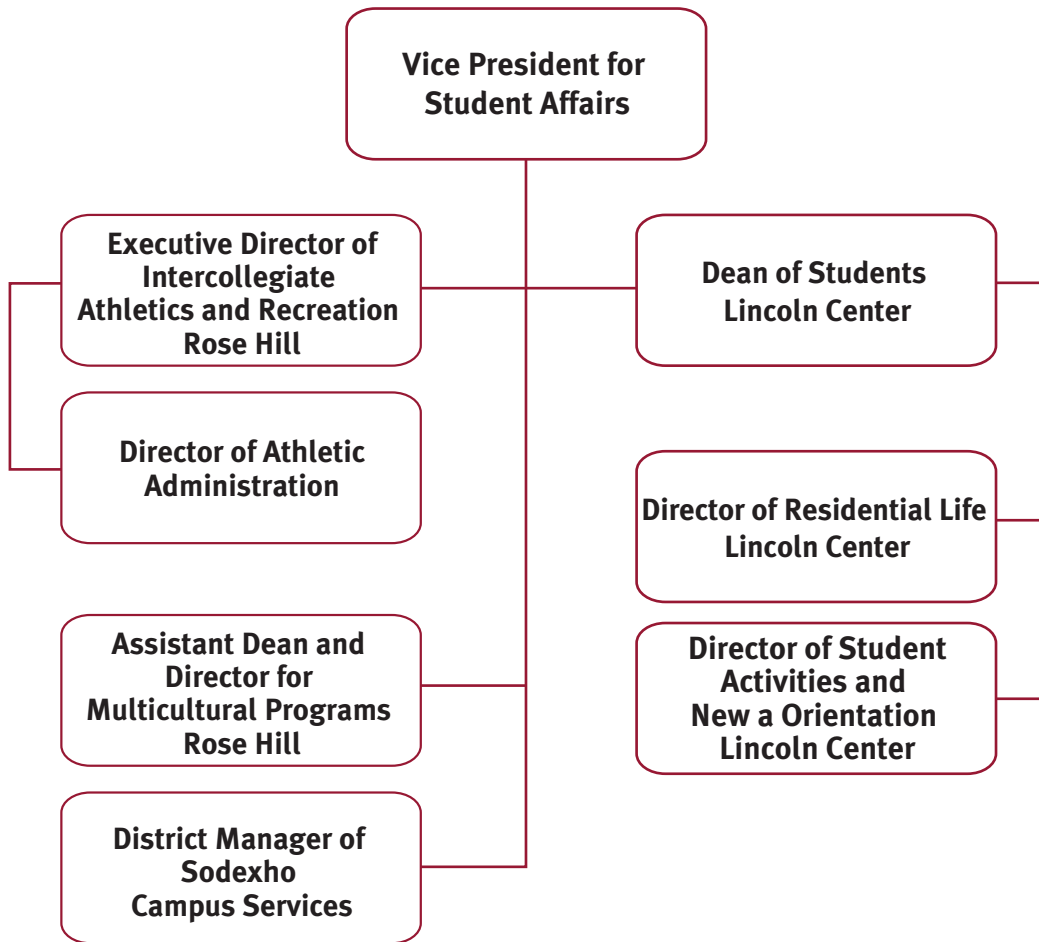 Vice President for
Student Affairs
Executive Director of
Intercollegiate
Athletics and Recreation
Rose Hill
Dean of Students
Lincoln Center
Director of Athletic
Administration
Director of Residential Life
Lincoln Center
Assistant Dean and
Director for
Multicultural Programs
Rose Hill
Director of Student
Activities and
New a Orientation
Lincoln Center
District Manager of
Sodexho
Campus Services